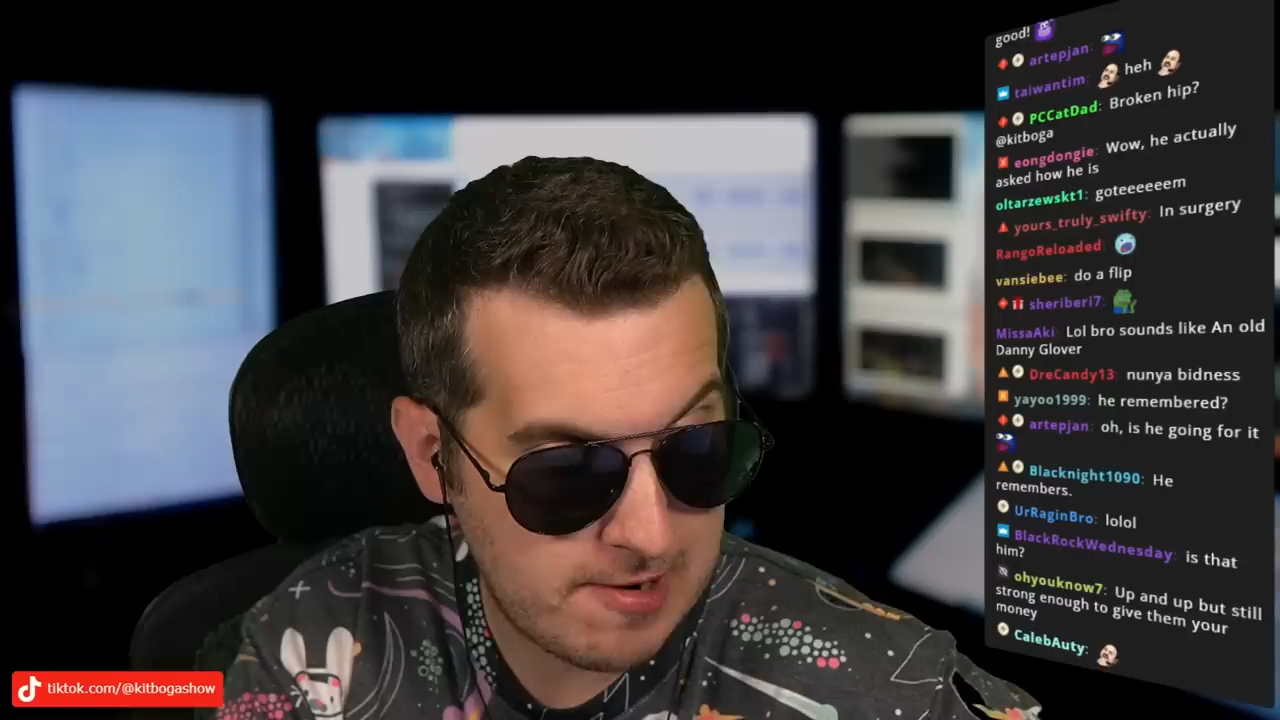 good!
artepjan:
taiwantim: heh
PCCatDad: Broken hip?
@kitboga
eongdongie: Wow, he actually
asked how he is
oltarzewskt1: goteeeeeem
yours_truly_swifty: In surgery
RangoReloaded:
vansiebee: do a flip
sheriberi7:
MissaAki: Lol bro sounds like An old
Danny Glover
DreCandy13: nunya bidness
yayoo1999: he remembered?
artepjan: oh, is he going for it
Blacknight1090: He
remembers.
UrRaginBro: lolol
BlackRockWednesday: is that
him?
ohyouknow7: Up and up but still
strong enough to give them your
money
CalebAuty:
tiktok.com/@kitbogashow